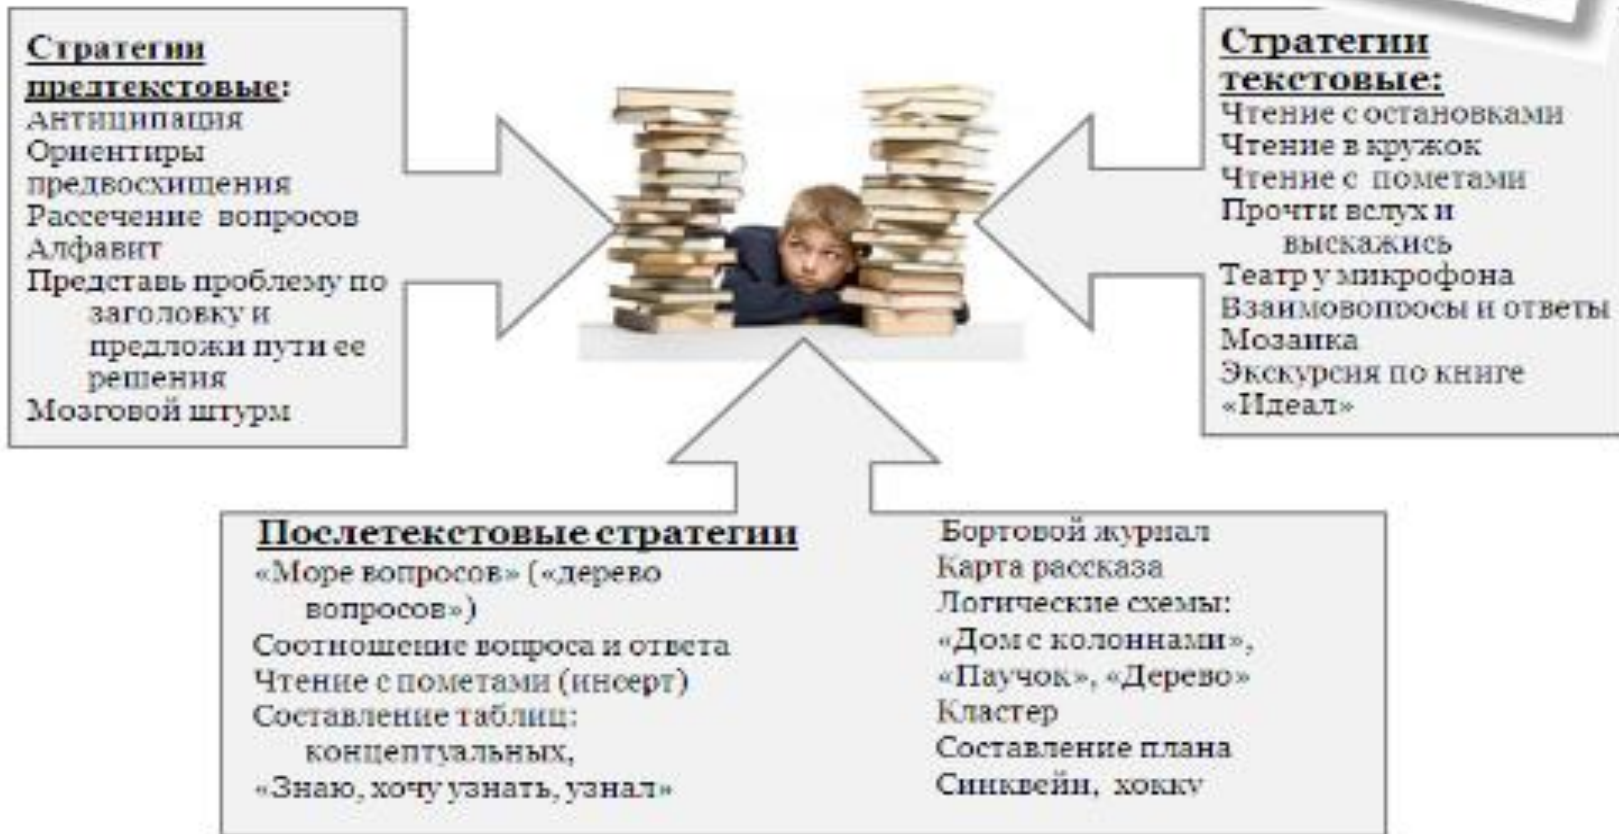 Стратегии
предтекстовые:
Антиципация
Ориентиры
предвосхищения
Рассечение вопросов
Алфавит
Представь проблему по
заголовку и
предложи пути ее
решения
Мозговой штурм
Стратегии
текстовые:
Чтение с остановками
Чтение в кружок
Чтение с пометами
Прочти вслух и
выскажись
Театр у микрофона
Взаимовопросы и ответы
Мозаика
Экскурсия по книге
«Идеал»
Послетекстовые стратегии
«Море вопросов» («дерево
вопросов»)
Соотношение вопроса и ответа
Чтение с пометами (инсерт)
Составление таблиц:
концептуальных,
«Знаю, хочу узнать, узнал»
Бортовой журнал
Карта рассказа
Логические схемы:
«Дом с колоннами»,
«Паучок», «Дерево»
Кластер
Составление плана
Синквейн, хокку